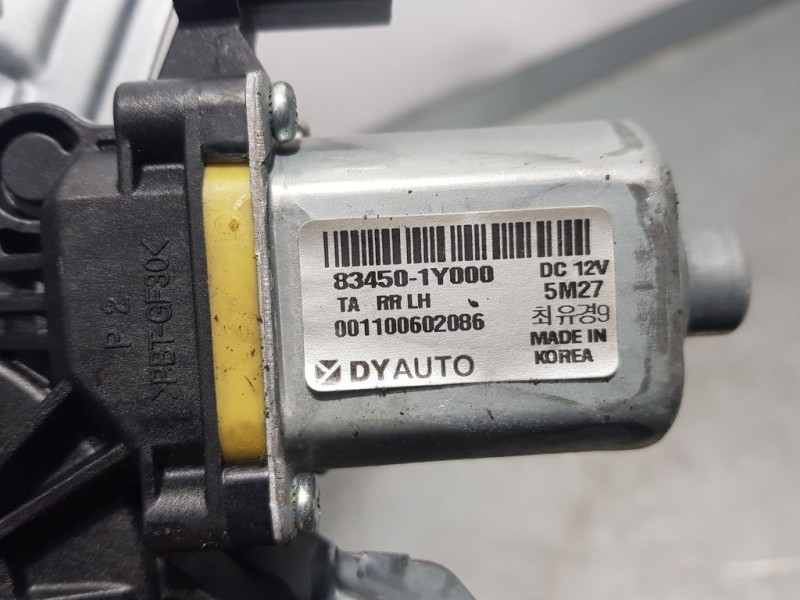 83450-1Y000
DC 12V
TA RR LH
5M27
001100602086
최유경9
MADE IN
KOREA
DYAUTO
P2
>PBT-GF30<